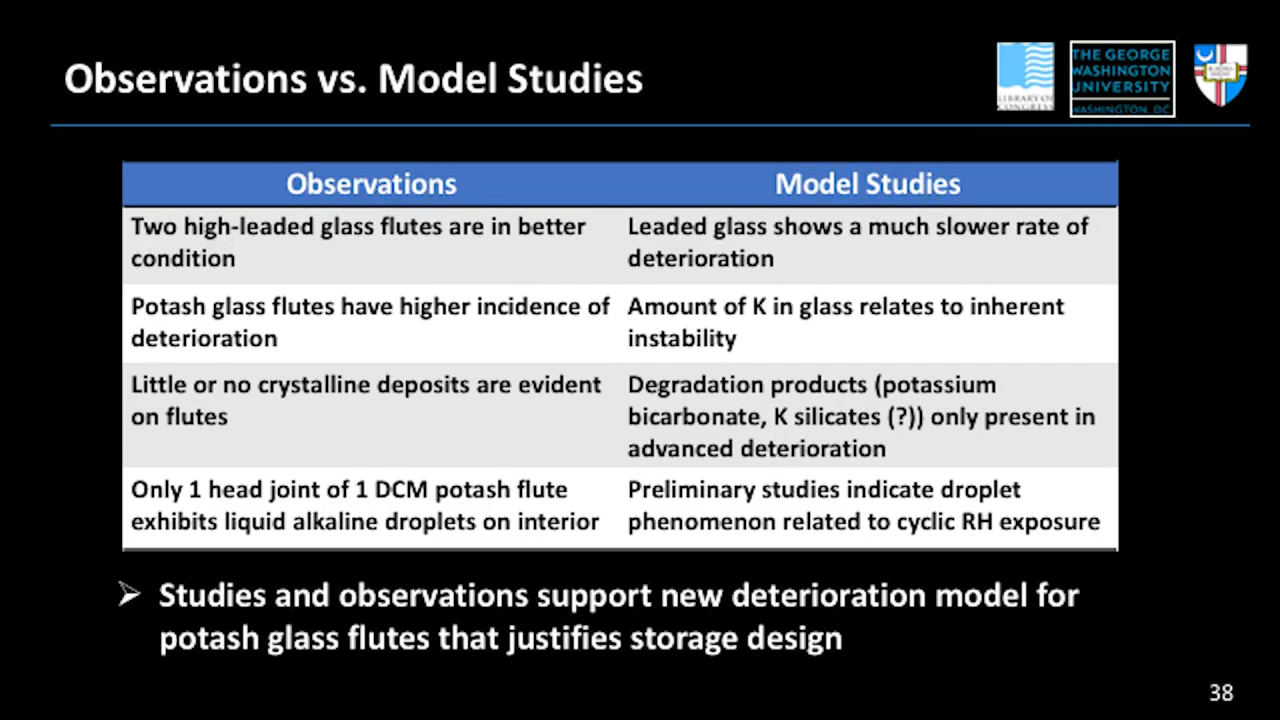 Observations vs. Model Studies
LIBRARY OF
CONGRESS
THE GEORGE
WASHINGTON
UNIVERSITY
WASHINGTON, DC
Observations
Model Studies
Two high-leaded glass flutes are in better
condition
Leaded glass shows a much slower rate of
deterioration
Potash glass flutes have higher incidence of
deterioration
Amount of K in glass relates to inherent
instability
Little or no crystalline deposits are evident
on flutes
Degradation products (potassium
bicarbonate, K silicates (?)) only present in
advanced deterioration
Only 1 head joint of 1 DCM potash flute
exhibits liquid alkaline droplets on interior
Preliminary studies indicate droplet
phenomenon related to cyclic RH exposure
➢ Studies and observations support new deterioration model for
potash glass flutes that justifies storage design
38